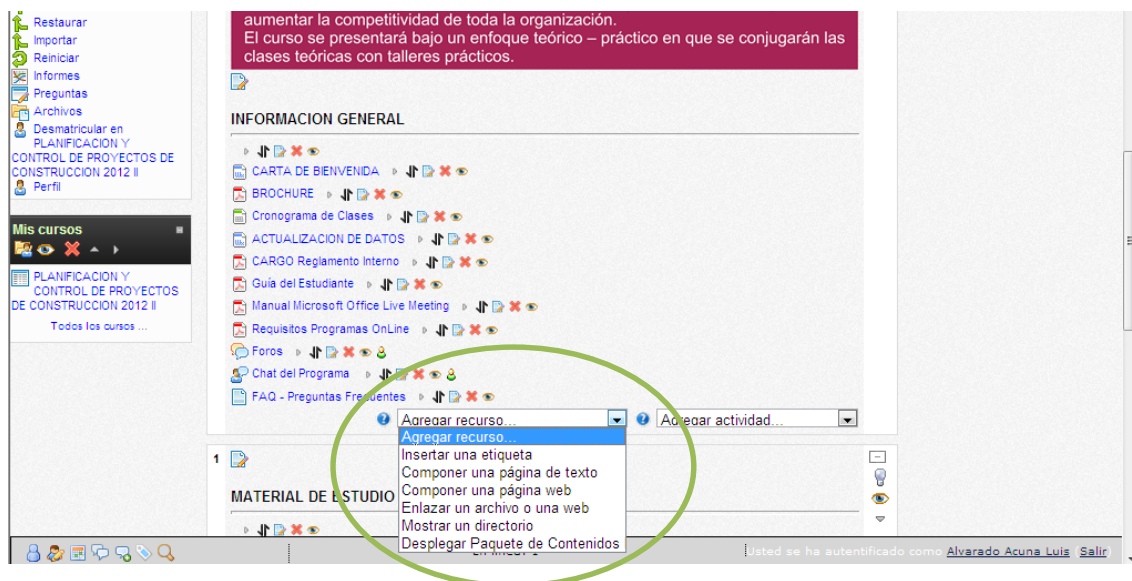 Restaurar
Importar
Reiniciar
Informes
Preguntas
Archivos
Desmatricular en
PLANIFICACION Y
CONTROL DE PROYECTOS DE
CONSTRUCCION 2012 II
Perfil
Mis cursos
PLANIFICACION Y
CONTROL DE PROYECTOS
DE CONSTRUCCION 2012 II
Todos los cursos ...
aumentar la competitividad de toda la organización.
El curso se presentará bajo un enfoque teórico – práctico en que se conjugarán las
clases teóricas con talleres prácticos.
INFORMACION GENERAL
CARTA DE BIENVENIDA
BROCHURE
Cronograma de Clases
ACTUALIZACION DE DATOS
CARGO Reglamento Interno
Guía del Estudiante
Manual Microsoft Office Live Meeting
Requisitos Programas OnLine
Foros
Chat del Programa
FAQ - Preguntas Frecuentes
Agregar recurso... Agregar actividad...
Agregar recurso...
Insertar una etiqueta
Componer una página de texto
Componer una página web
Enlazar un archivo o una web
Mostrar un directorio
Desplegar Paquete de Contenidos
1
MATERIAL DE ESTUDIO
Usted se ha autentificado como Alvarado Acuna Luis (Salir)